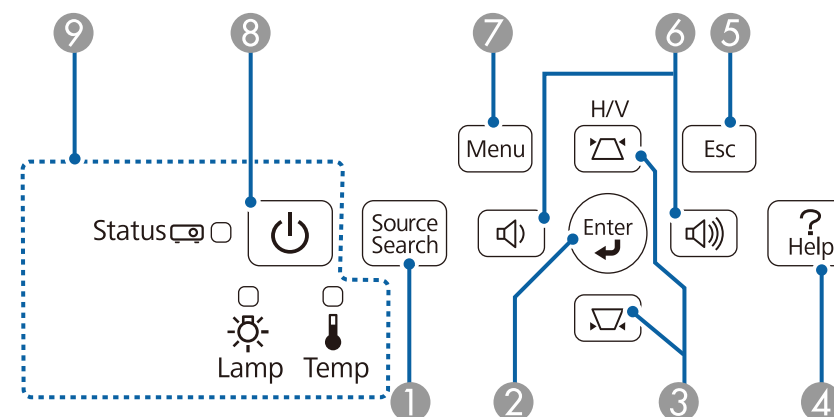 9
8
7
6
5
H/V
Menu
Esc
Status
Source
Search
Enter
?
Help
Lamp
Temp
1
2
3
4